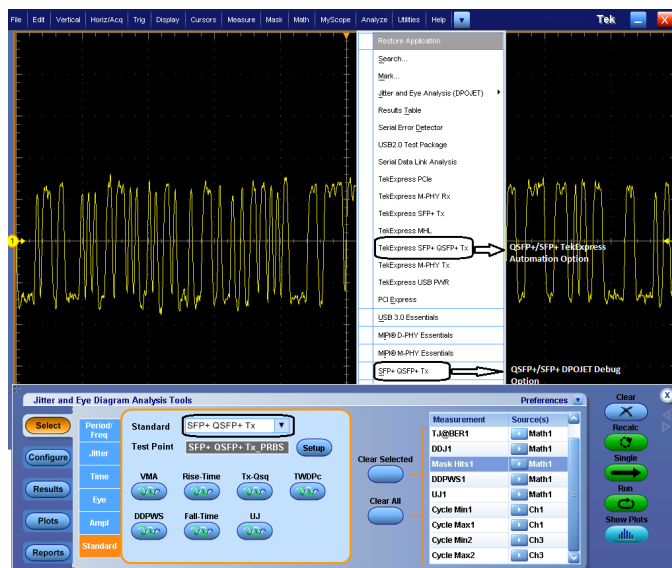 File Edit Vertical Horiz/Acq Trig Display Cursors Measure Mask Math MyScope Analyze Utilities Help Tek X
Restore Application
Search...
Mark...
Jitter and Eye Analysis (DPOJET)
Results Table
Serial Error Detector
USB2.0 Test Package
Serial Data Link Analysis
TekExpress PCIe
TekExpress M-PHY Rx
TekExpress SFP+ Tx
TekExpress MHL
TekExpress SFP+ QSFP+ Tx
QSFP+/SFP+ TekExpress
Automation Option
TekExpress M-PHY Tx
TekExpress USB PWR
PCI Express
USB 3.0 Essentials
MIPI® D-PHY Essentials
MIPI® M-PHY Essentials
SFP+ QSFP+ Tx
QSFP+/SFP+ DPOJET Debug
Option
1
Jitter and Eye Diagram Analysis Tools
Preferences
X
Select
Configure
Results
Plots
Reports
Period/
Freq
Jitter
Time
Eye
Ampl
Standard
Standard SFP+ QSFP+ Tx
Test Point SFP+ QSFP+ Tx_PRBS Setup
VMA Rise-Time Tx-Qsq TWDPc
DDPWS Fall-Time UJ
Clear Selected
Clear All
Measurement Source(s)
TJ@BER1 Math1
DDJ1 Math1
Mask Hits1 Math1
DDPWS1 Math1
UJ1 Math1
Cycle Min1 Ch1
Cycle Max1 Ch1
Cycle Min2 Ch3
Cycle Max2 Ch3
Clear
Recalc
Single
Run
Show Plots